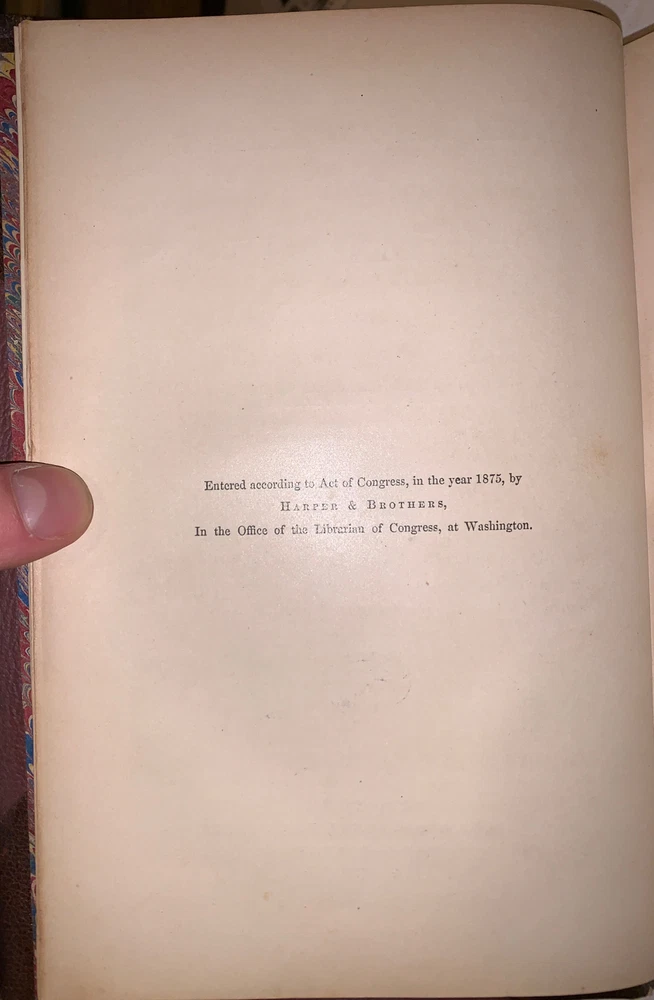 Entered according to Act of Congress, in the year 1875, by
HARPER & BROTHERS,
In the Office of the Librarian of Congress, at Washington.